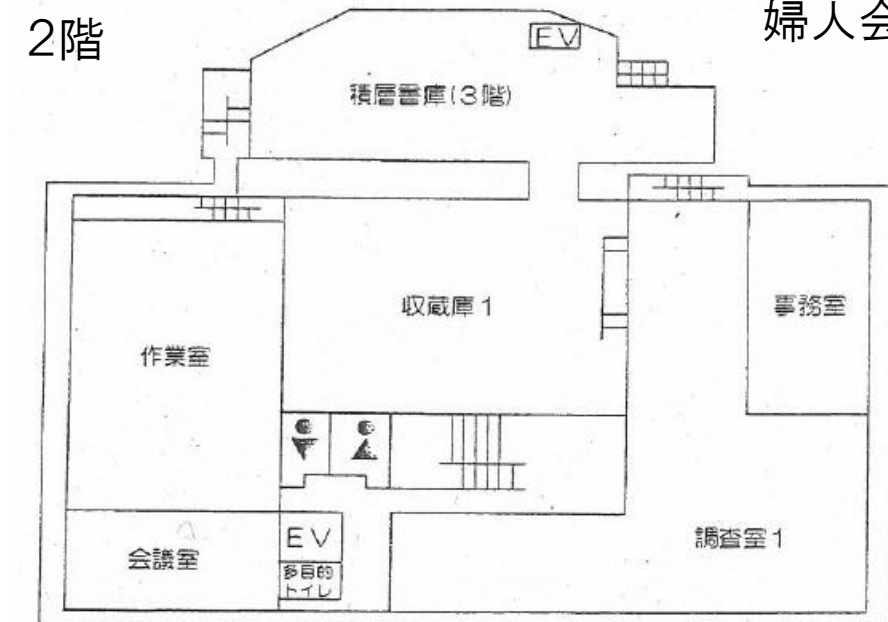 2階
婦人会
EV
積層書庫(3階)
収蔵庫1
事務室
作業室
調査室1
EV
会議室
多目的
トイレ